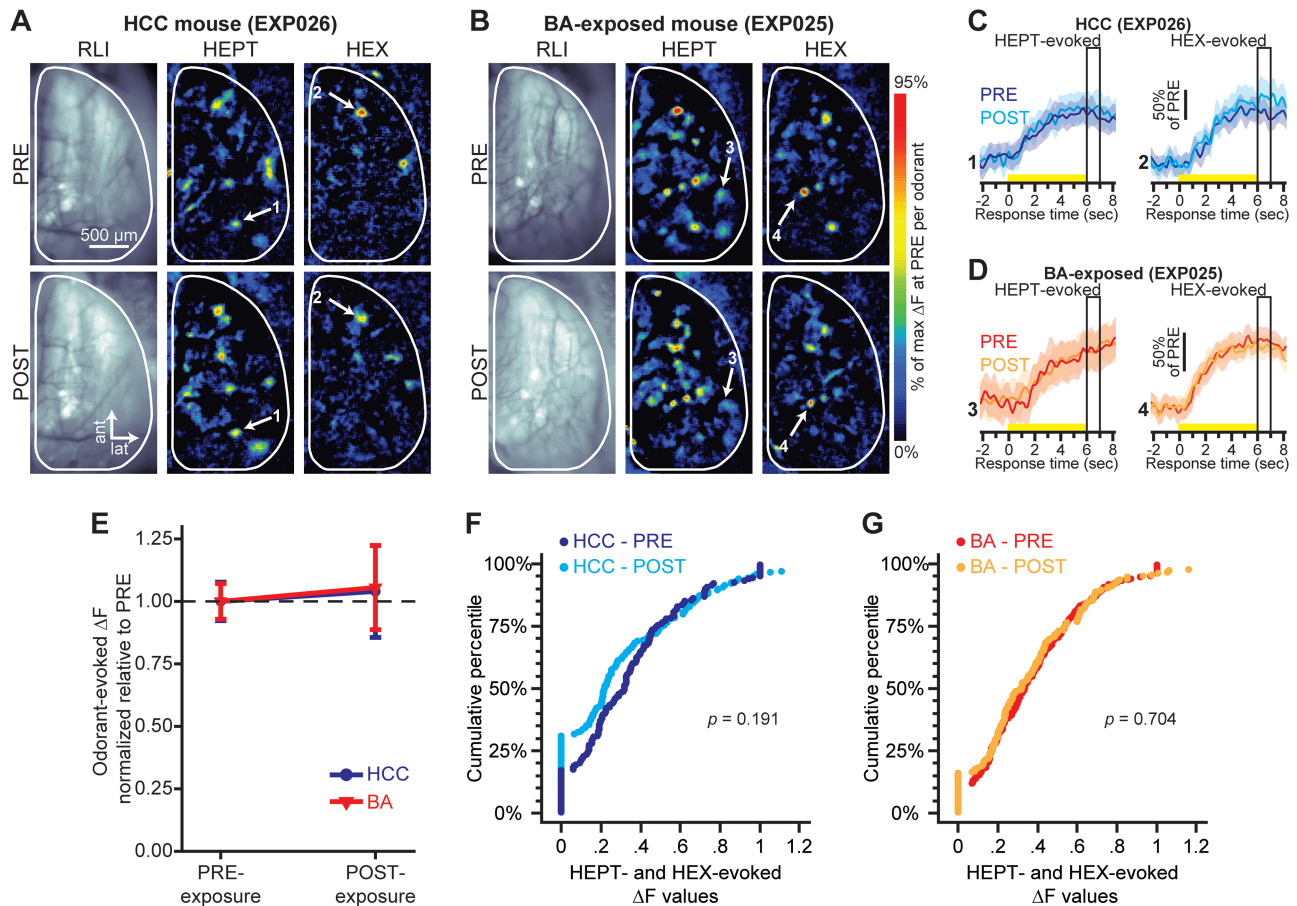 A
HCC mouse (EXP026)
RLI
HEPT
HEX
PRE
500 µm
1
2
POST
ant
lat
1
2
B
BA-exposed mouse (EXP025)
RLI
HEPT
HEX
PRE
3
4
POST
3
4
95%
% of max ΔF at PRE per odorant
0%
C
HCC (EXP026)
HEPT-evoked
HEX-evoked
PRE
POST
50%
of PRE
1
2
-2 0 2 4 6 8
-2 0 2 4 6 8
Response time (sec)
Response time (sec)
D
BA-exposed (EXP025)
HEPT-evoked
HEX-evoked
PRE
POST
50%
of PRE
3
4
-2 0 2 4 6 8
-2 0 2 4 6 8
Response time (sec)
Response time (sec)
E
Odorant-evoked ΔF
normalized relative to PRE
1.25
1.00
0.75
0.50
0.25
0.00
HCC
BA
PRE-
exposure
POST-
exposure
F
HCC - PRE
HCC - POST
Cumulative percentile
100%
75%
50%
25%
0%
p = 0.191
0 .2 .4 .6 .8 1 1.2
HEPT- and HEX-evoked
ΔF values
G
BA - PRE
BA - POST
Cumulative percentile
100%
75%
50%
25%
0%
p = 0.704
0 .2 .4 .6 .8 1 1.2
HEPT- and HEX-evoked
ΔF values